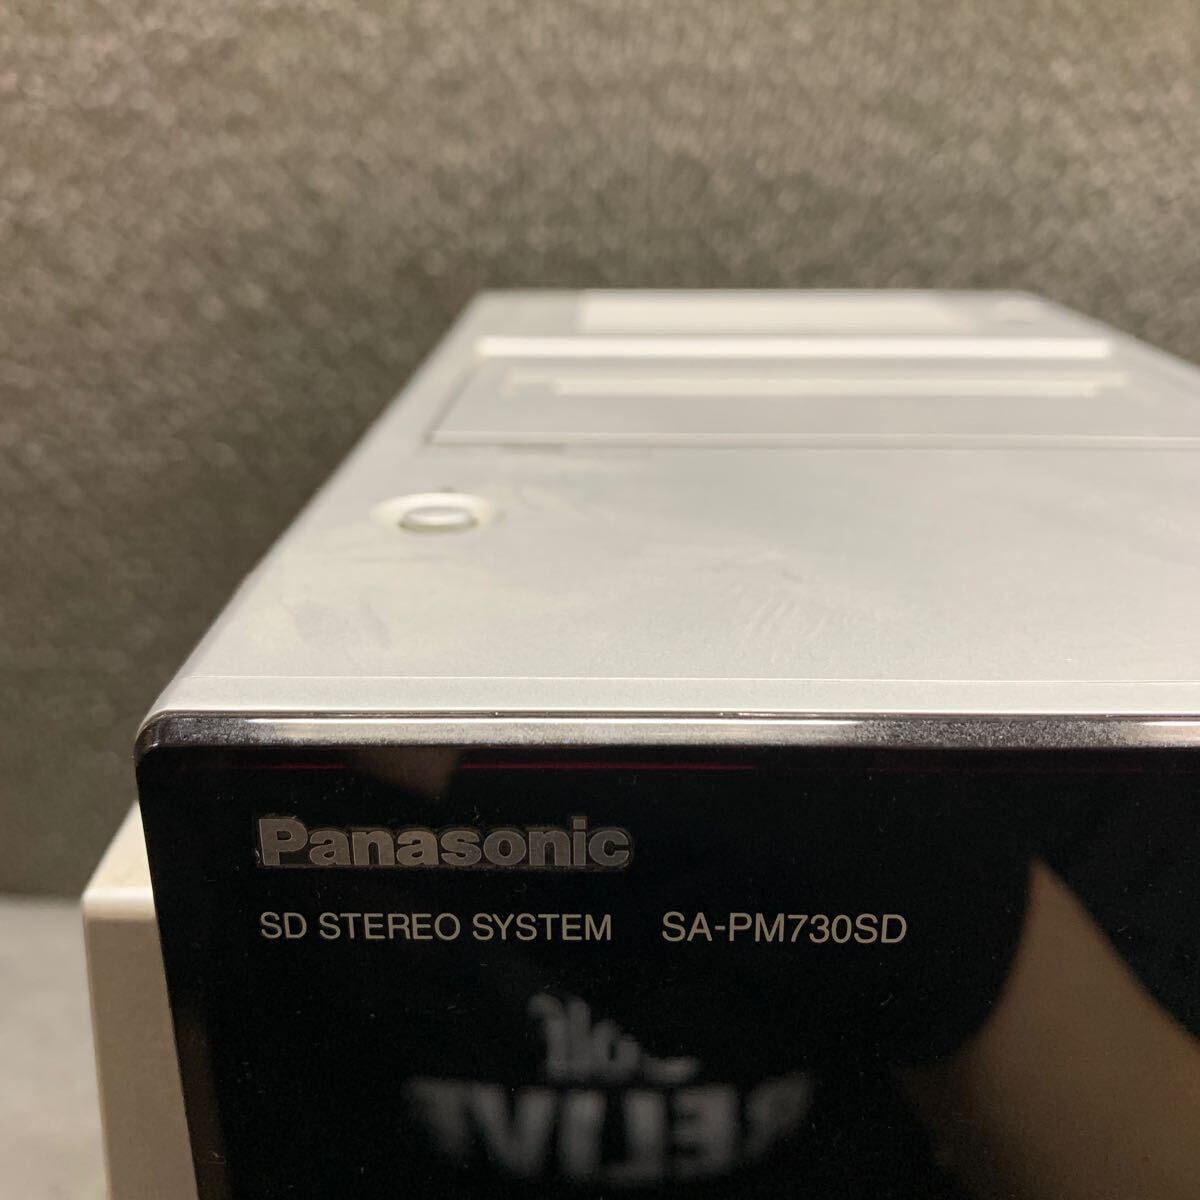 Panasonic
SD STEREO SYSTEM SA-PM730SD